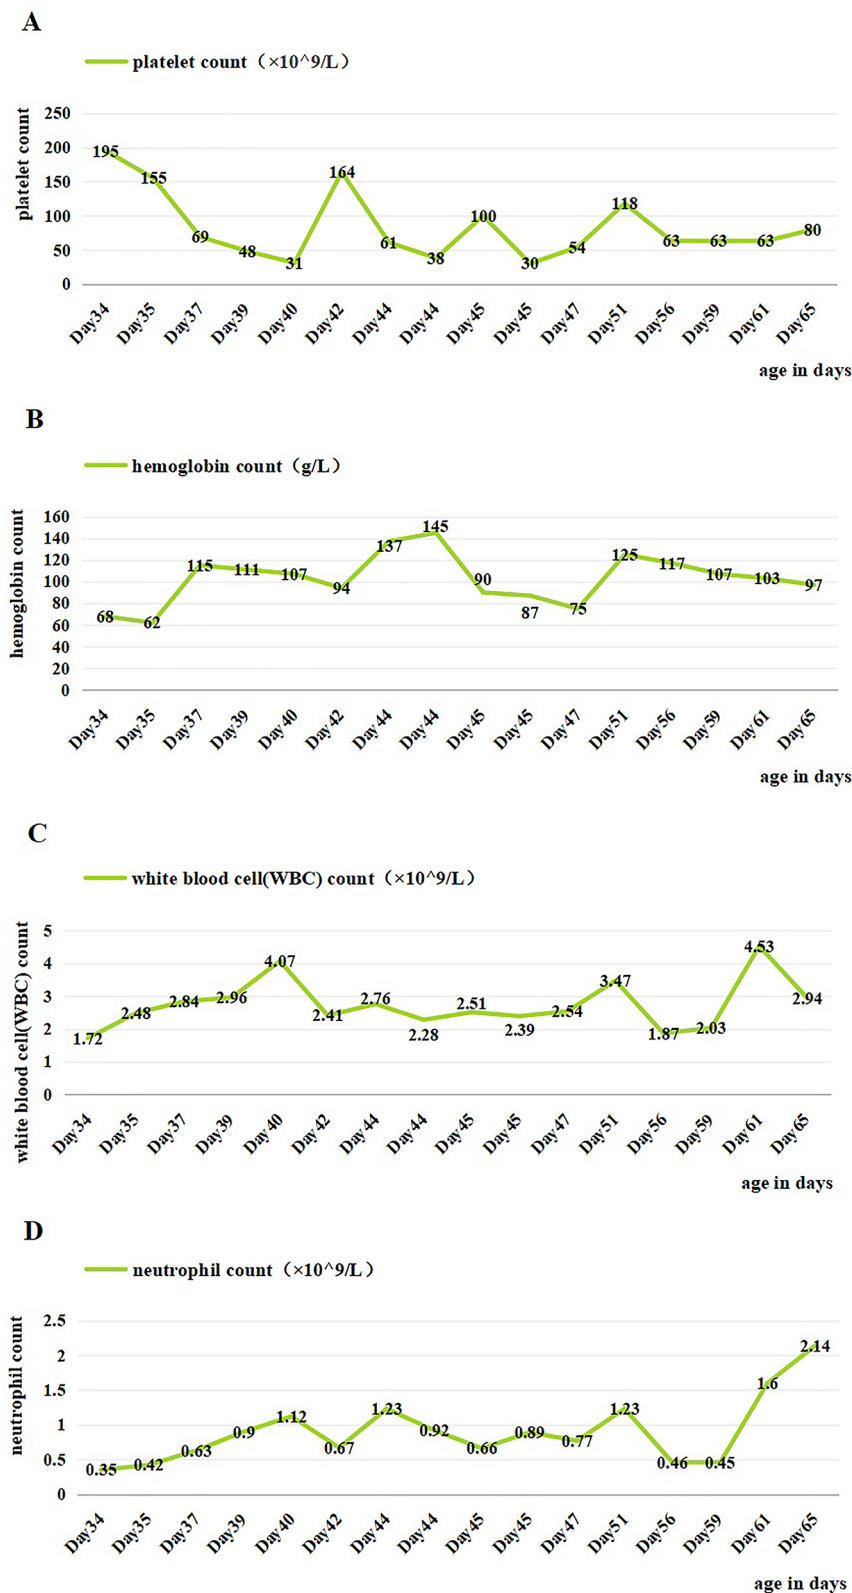 A
platelet count（×10^9/L）
platelet count
250
200
150
100
50
0
195
155
69
48
31
164
61
38
100
30
54
118
63
63
63
80
Day34
Day35
Day37
Day39
Day40
Day42
Day44
Day44
Day45
Day45
Day47
Day51
Day56
Day59
Day61
Day65
age in days
B
hemoglobin count（g/L）
hemoglobin count
160
140
120
100
80
60
40
20
0
68
62
115
111
107
94
137
145
90
87
75
125
117
107
103
97
Day34
Day35
Day37
Day39
Day40
Day42
Day44
Day44
Day45
Day45
Day47
Day51
Day56
Day59
Day61
Day65
age in days
C
white blood cell(WBC) count（×10^9/L）
white blood cell(WBC) count
5
4
3
2
1
0
1.72
2.48
2.84
2.96
4.07
2.41
2.76
2.28
2.51
2.39
2.54
3.47
1.87
2.03
4.53
2.94
Day34
Day35
Day37
Day39
Day40
Day42
Day44
Day44
Day45
Day45
Day47
Day51
Day56
Day59
Day61
Day65
age in days
D
neutrophil count（×10^9/L）
neutrophil count
2.5
2
1.5
1
0.5
0
0.35
0.42
0.63
0.9
1.12
0.67
1.23
0.92
0.66
0.89
0.77
1.23
0.46
0.45
1.6
2.14
Day34
Day35
Day37
Day39
Day40
Day42
Day44
Day44
Day45
Day45
Day47
Day51
Day56
Day59
Day61
Day65
age in days